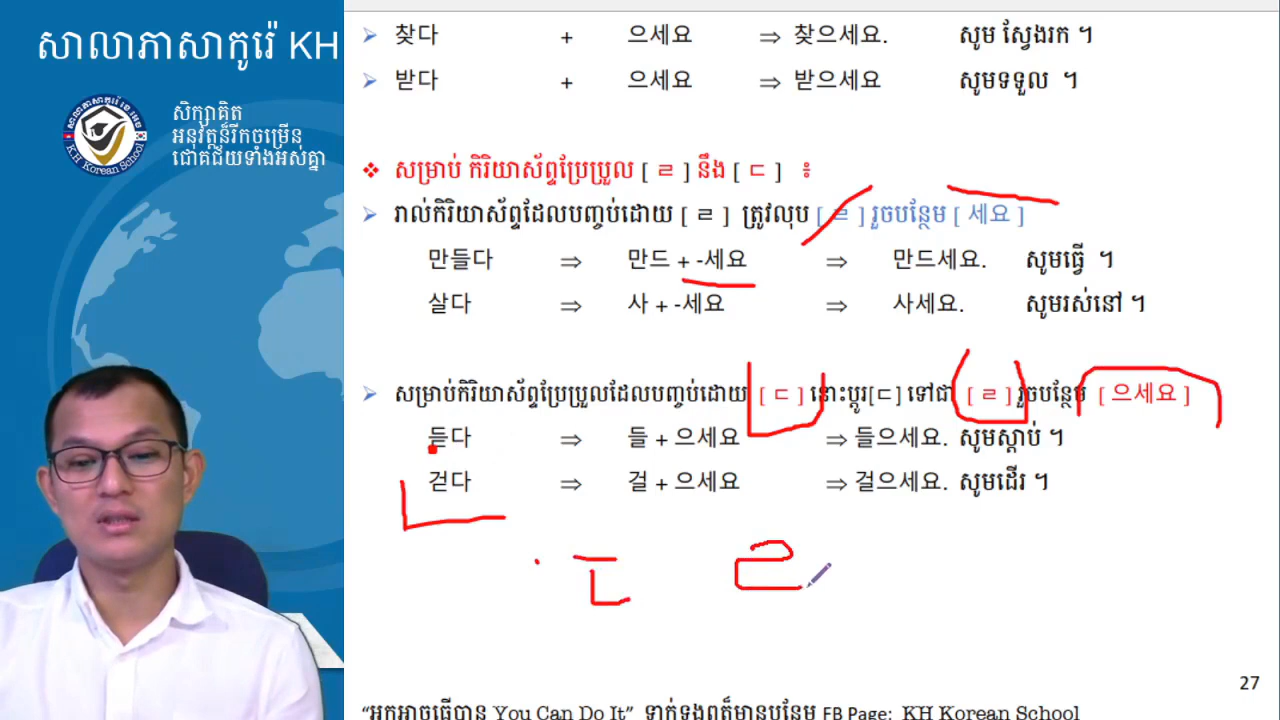 សាលាភាសាកូរ៉េ KH
សិក្សាគិត
អនុវត្តន៍រីកចម្រើន
ជោគជ័យទាំងអស់គ្នា
សាលាភាសាកូរ៉េ ខេ អេច
K.H Korean School
➢ 찾다 + 으세요 ⇒ 찾으세요. សូម ស្វែងរក ។
➢ 받다 + 으세요 ⇒ 받으세요 សូមទទួល ។
❖ សម្រាប់ កិរិយាស័ព្ទប្រែប្រួល [ ㄹ ] នឹង [ ㄷ ] ៖
➢ រាល់កិរិយាស័ព្ទដែលបញ្ចប់ដោយ [ ㄹ ] ត្រូវលុប [ ㄹ ] រួចបន្ថែម [ 세요 ]
만들다 ⇒ 만드 + -세요 ⇒ 만드세요. សូមធ្វើ ។
살다 ⇒ 사 + -세요 ⇒ 사세요. សូមរស់នៅ ។
➢ សម្រាប់កិរិយាស័ព្ទប្រែប្រួលដែលបញ្ចប់ដោយ [ ㄷ ] នោះប្តូរ[ㄷ] ទៅជា [ ㄹ ] រួចបន្ថែម [ 으세요 ]
듣다 ⇒ 들 + 으세요 ⇒ 들으세요. សូមស្តាប់ ។
걷다 ⇒ 걸 + 으세요 ⇒ 걸으세요. សូមដើរ ។
ㄷ ㄹ
27
“អ្នកអាចធ្វើបាន You Can Do It” ទាក់ទងព័ត៌មានបន្ថែម FB Page: KH Korean School